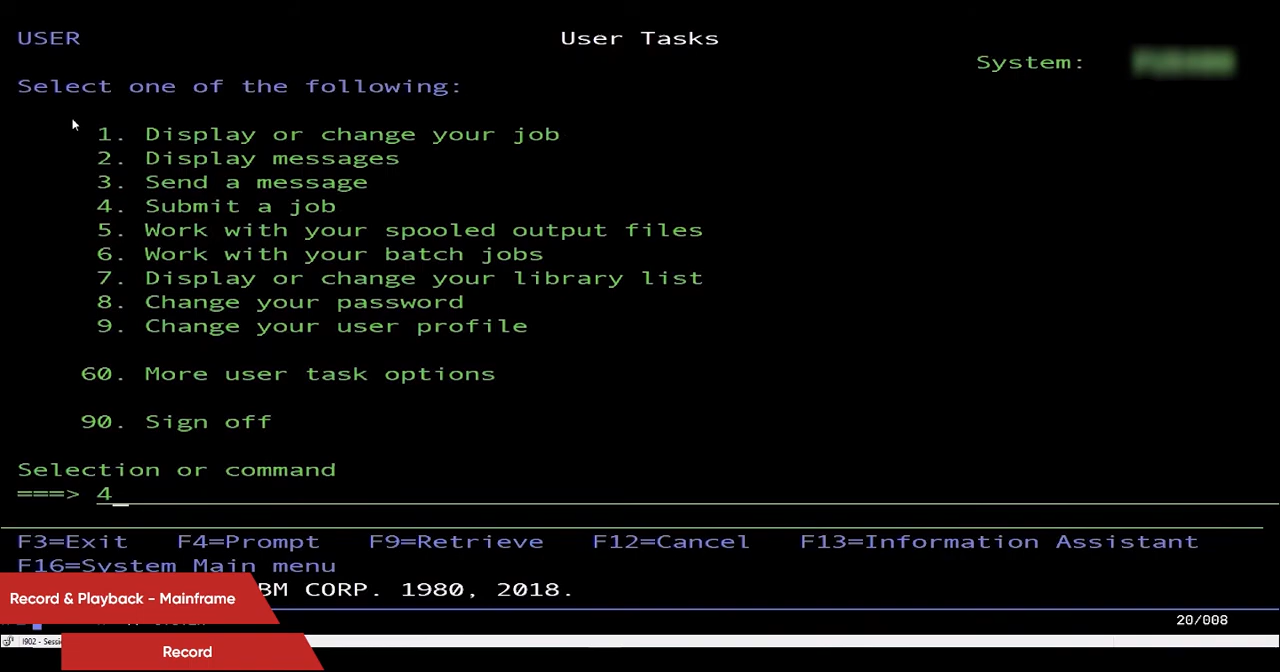 USER User Tasks
System:
Select one of the following:
1. Display or change your job
2. Display messages
3. Send a message
4. Submit a job
5. Work with your spooled output files
6. Work with your batch jobs
7. Display or change your library list
8. Change your password
9. Change your user profile
60. More user task options
90. Sign off
Selection or command
===> 4_
F3=Exit F4=Prompt F9=Retrieve F12=Cancel F13=Information Assistant
F16=System Main menu
BM CORP. 1980, 2018.
Record & Playback - Mainframe
20/008
I902 - Sessi
Record